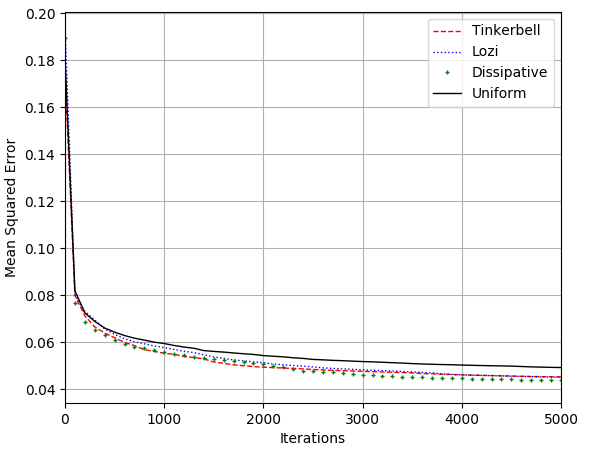 0.20
0.18
0.16
0.14
0.12
0.10
0.08
0.06
0.04
Mean Squared Error
Tinkerbell
Lozi
Dissipative
Uniform
0 1000 2000 3000 4000 5000
Iterations